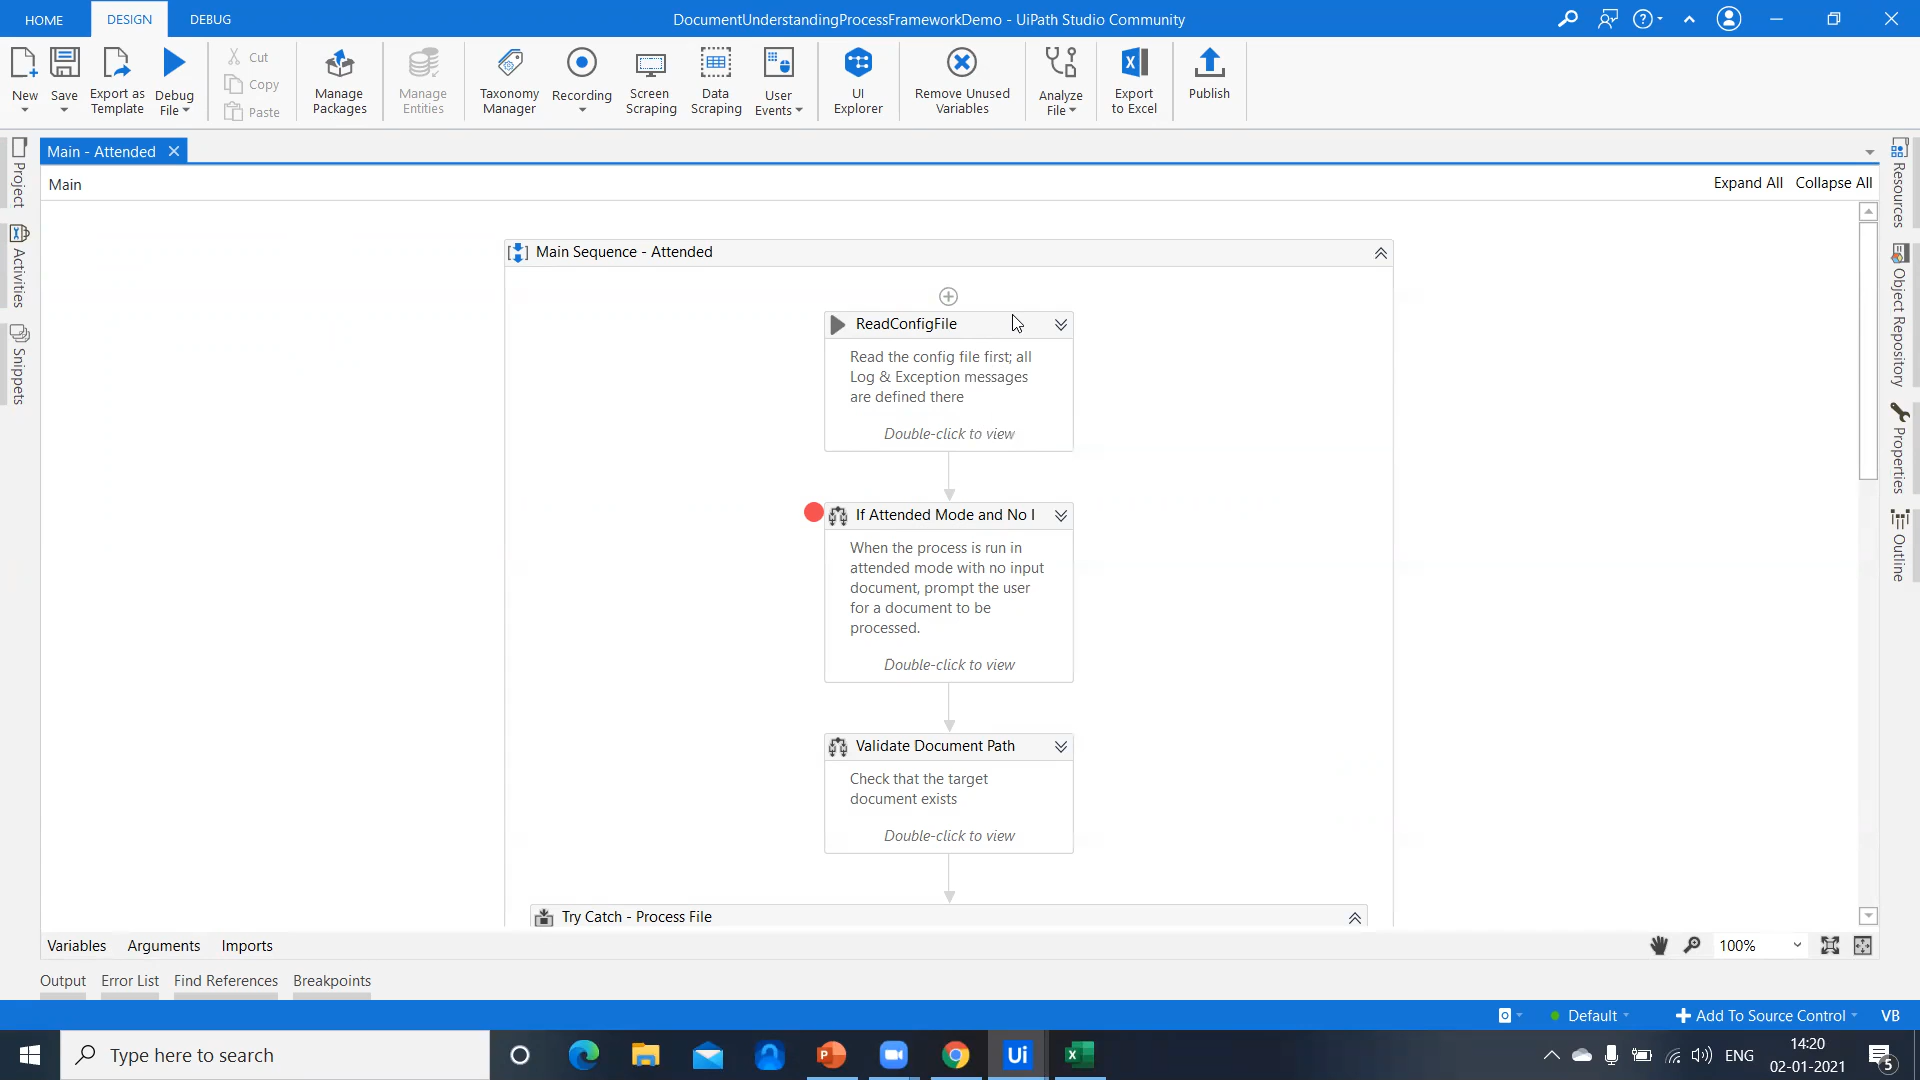 HOME
DESIGN
DEBUG
DocumentUnderstandingProcessFrameworkDemo - UiPath Studio Community
New
Save
Export as
Template
Debug
File
Cut
Copy
Paste
Manage
Packages
Manage
Entities
Taxonomy
Manager
Recording
Screen
Scraping
Data
Scraping
User
Events
UI
Explorer
Remove Unused
Variables
Analyze
File
Export
to Excel
Publish
Main - Attended
Main
Expand All
Collapse All
Project
Activities
Snippets
Resources
Object Repository
Properties
Outline
Main Sequence - Attended
ReadConfigFile
Read the config file first; all
Log & Exception messages
are defined there
Double-click to view
If Attended Mode and No I
When the process is run in
attended mode with no input
document, prompt the user
for a document to be
processed.
Double-click to view
Validate Document Path
Check that the target
document exists
Double-click to view
Try Catch - Process File
Variables
Arguments
Imports
100%
Output
Error List
Find References
Breakpoints
Default
Add To Source Control
VB
Type here to search
Ui
ENG
14:20
02-01-2021
5